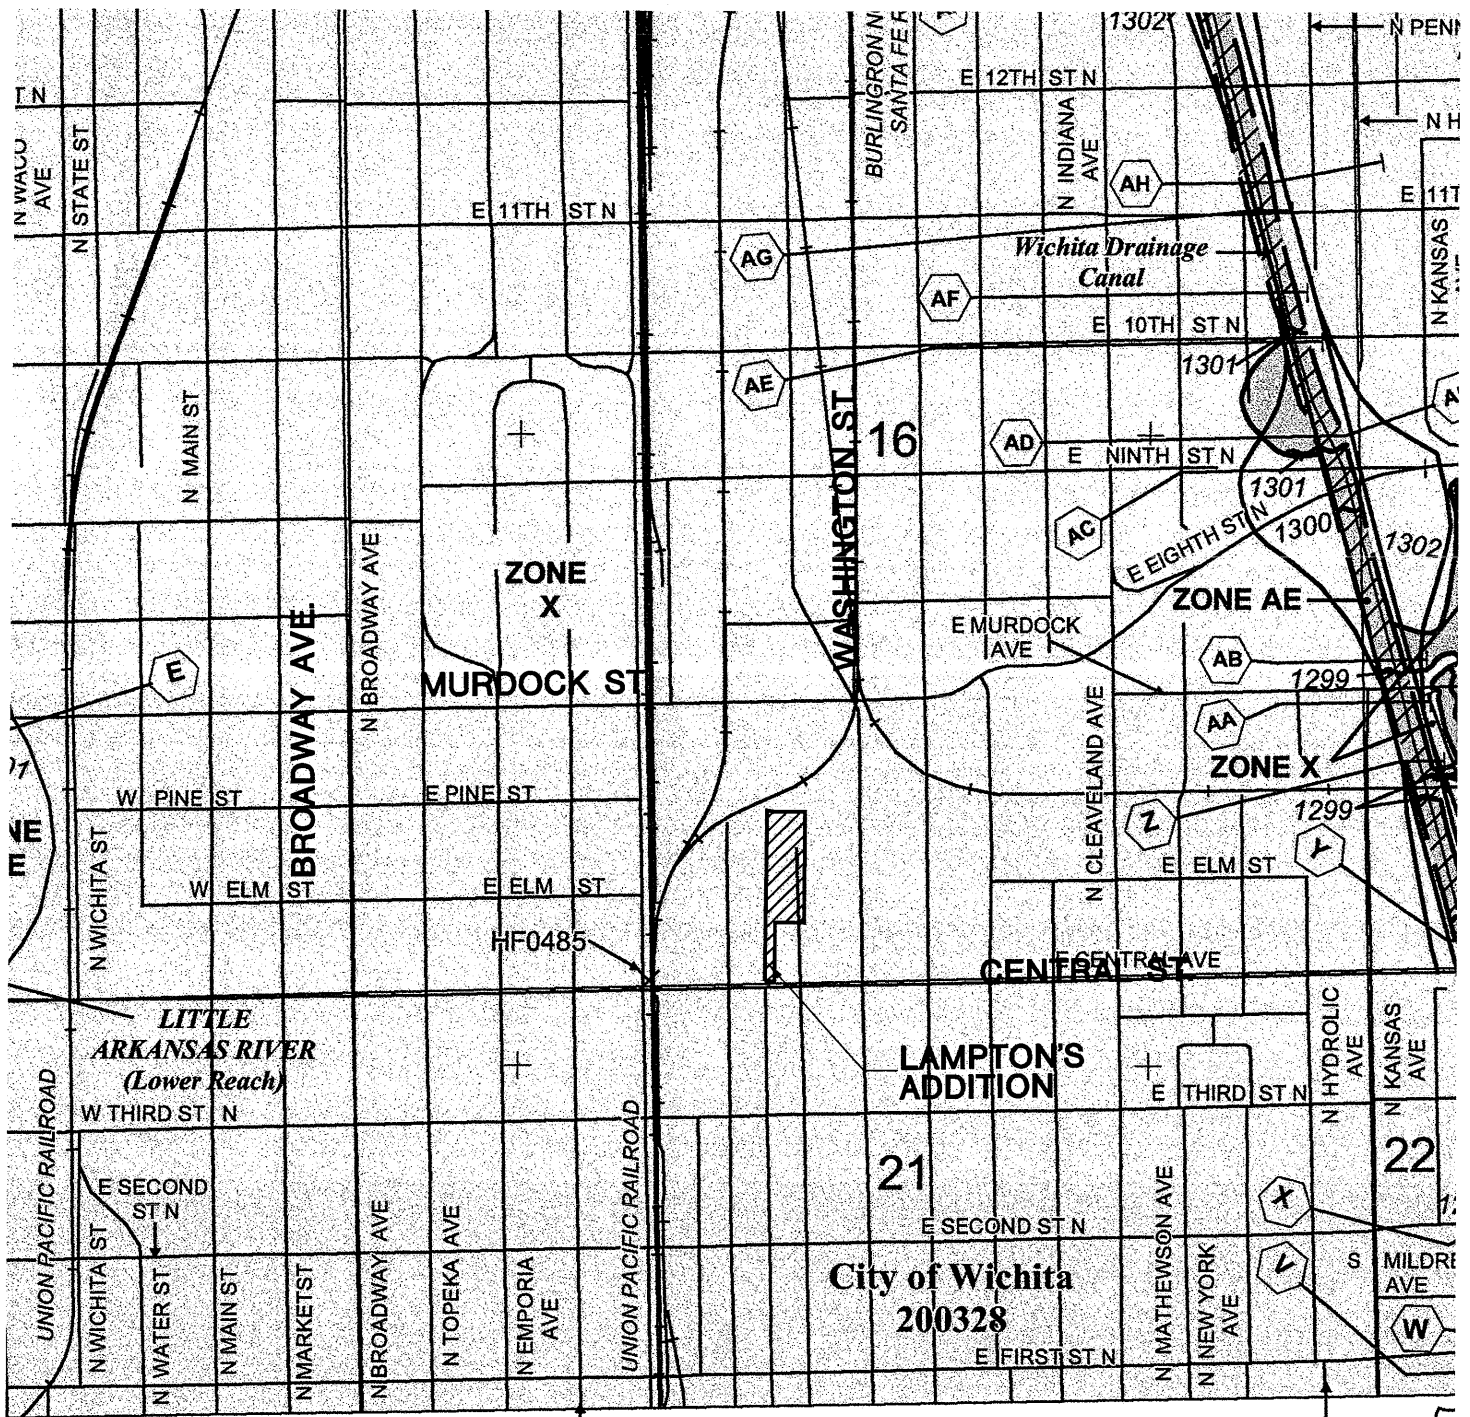 1302
N PENN
BURLINGRON N
SANTA FE R
E 12TH ST N
T N
N WACO
AVE
N STATE ST
N INDIANA
AVE
N H
AH
E 11T
E 11TH ST N
AG
Wichita Drainage
Canal
N KANSAS
AF
E 10TH ST N
1301
AE
N MAIN ST
WASHINGTON ST
16
AD
E NINTH ST N
1301
AC
E EIGHTH ST N
1300
1302
N BROADWAY AVE
ZONE
X
ZONE AE
BROADWAY AVE.
E MURDOCK
AVE
E
AB
1299
MURDOCK ST
AA
N CLEAVELAND AVE
ZONE X
W PINE ST
E PINE ST
1299
Z
Y
NE
E
N WICHITA ST
W ELM ST
E ELM ST
E ELM ST
HF0485
E CENTRAL AVE
CENTRAL ST.
LITTLE
ARKANSAS RIVER
(Lower Reach)
LAMPTON'S
ADDITION
N HYDROLIC
AVE
N KANSAS
AVE
E THIRD ST N
W THIRD ST N
UNION PACIFIC RAILROAD
UNION PACIFIC RAILROAD
21
22
E SECOND
ST N
X
E SECOND ST N
N WICHITA ST
N WATER ST
N MAIN ST
N MARKET ST
N BROADWAY AVE
N TOPEKA AVE
N EMPORIA
AVE
City of Wichita
200328
N MATHEWSON AVE
N NEW YORK
AVE
V
S MILDRE
AVE
W
E FIRST ST N